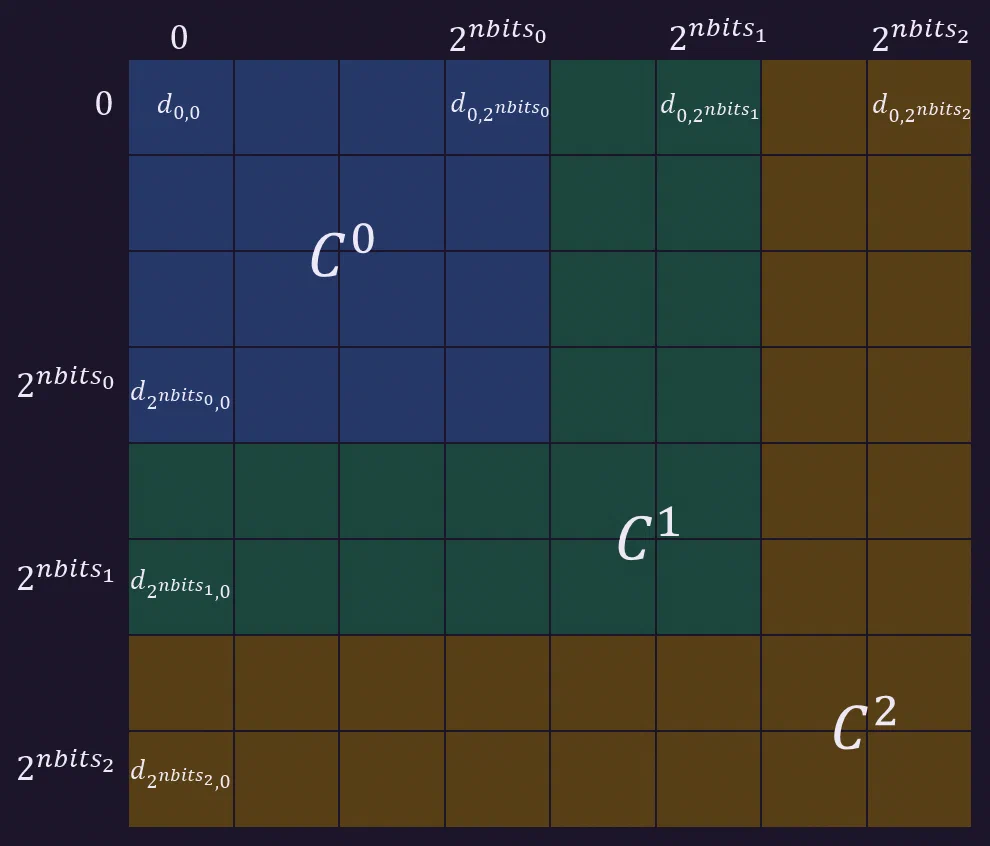 0 2^{nbits_0} 2^{nbits_1} 2^{nbits_2}
0 d_{0,0} d_{0,2^{nbits_0}} d_{0,2^{nbits_1}} d_{0,2^{nbits_2}}
C^0
2^{nbits_0} d_{2^{nbits_0},0}
C^1
2^{nbits_1} d_{2^{nbits_1},0}
C^2
2^{nbits_2} d_{2^{nbits_2},0}